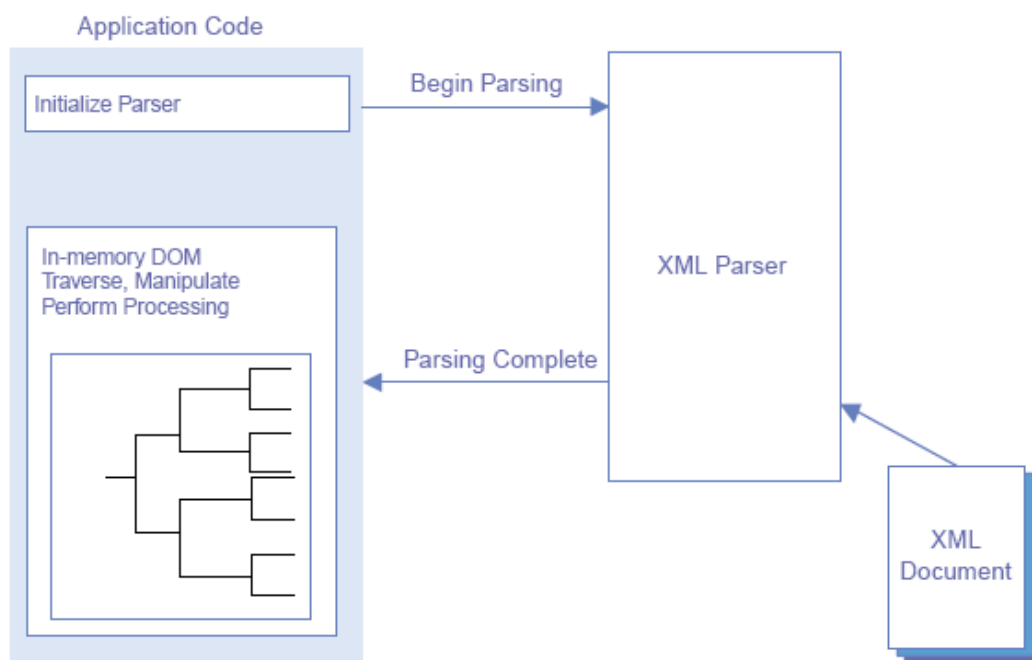 Application Code
Initialize Parser
Begin Parsing
In-memory DOM
Traverse, Manipulate
Perform Processing
XML Parser
Parsing Complete
XML
Document